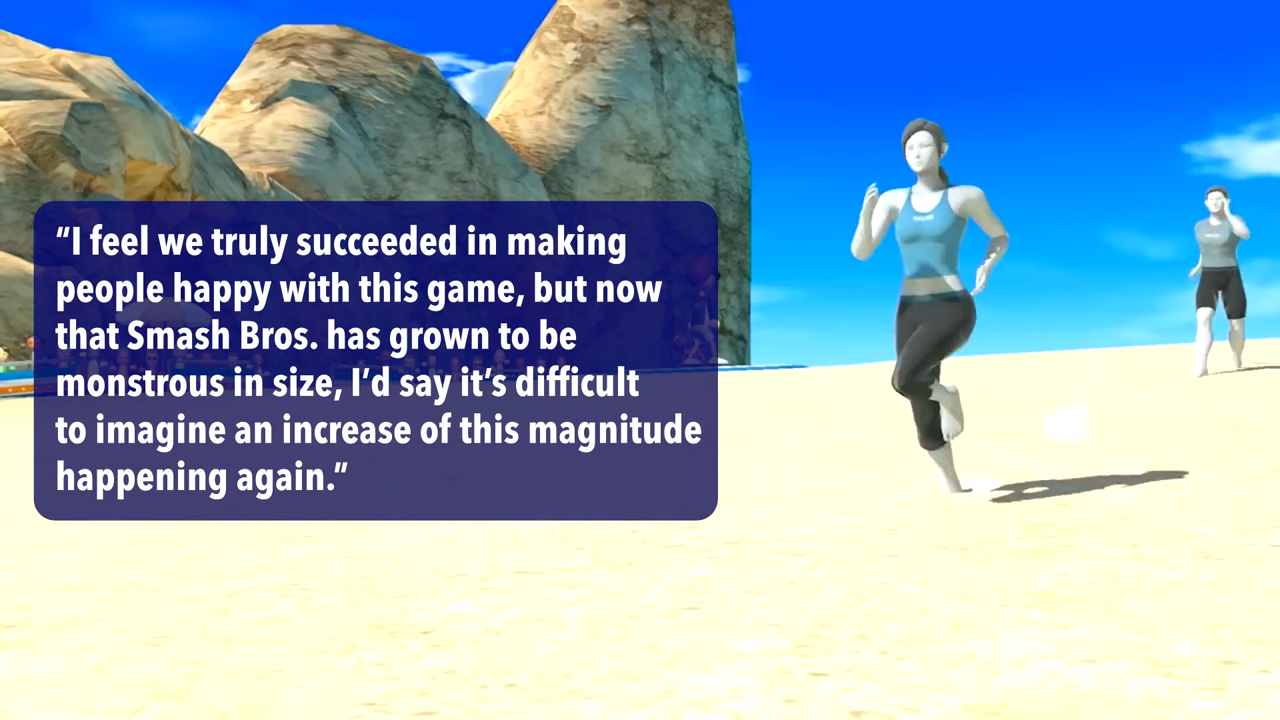 “I feel we truly succeeded in making
people happy with this game, but now
that Smash Bros. has grown to be
monstrous in size, I’d say it’s difficult
to imagine an increase of this magnitude
happening again.”